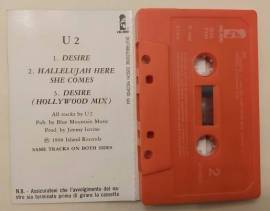 U 2
1. DESIRE
2. HALLELUJAH HERE
SHE COMES
3. DESIRE
(HOLLYWOOD MIX)
All tracks by U2
Pub. by Blue Mountain Music
Prod. by Jimmy Iovine
℗ 1988 Island Records
SAME TRACKS ON BOTH SIDES
N.B. - Assicuratevi che l'avvolgimento del na-
stro sia terminato prima di girare la cassetta
2